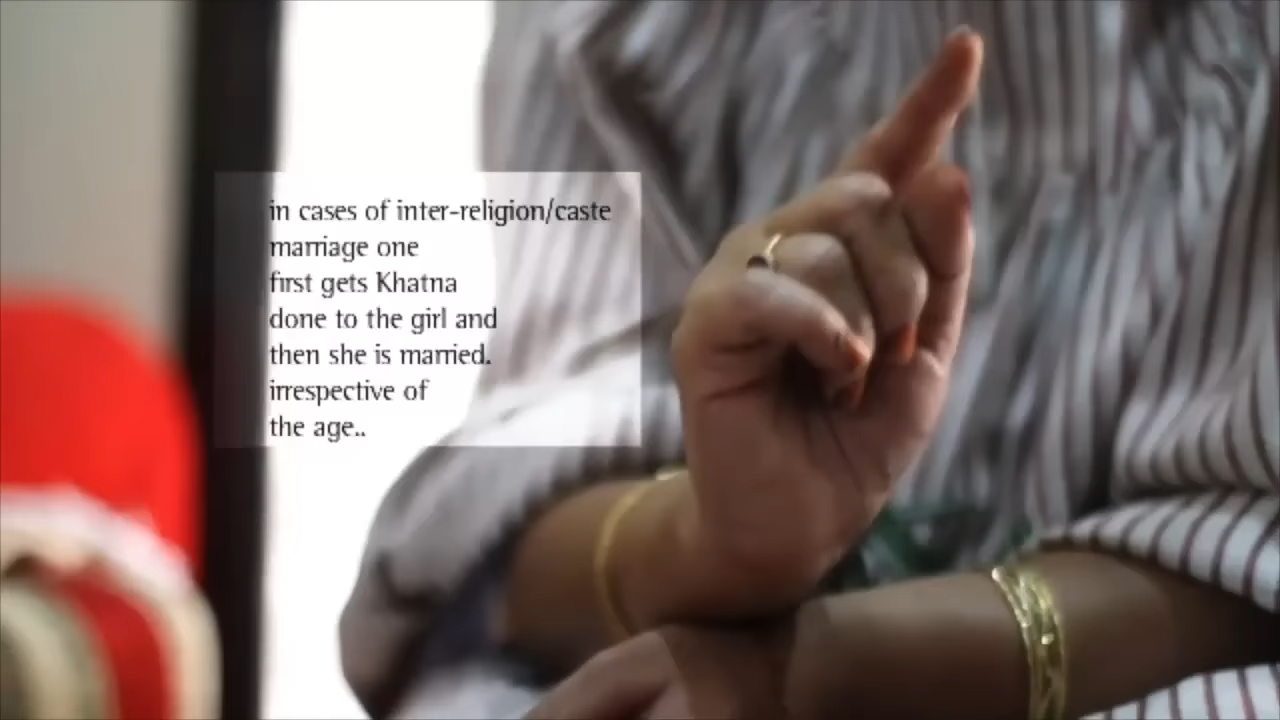 in cases of inter-religion/caste
marriage one
first gets Khatna
done to the girl and
then she is married.
irrespective of
the age..